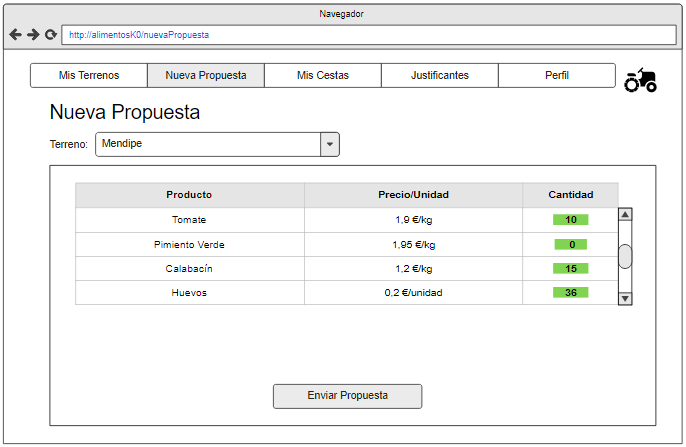 Navegador
http://alimentosK0/nuevaPropuesta
Mis Terrenos Nueva Propuesta Mis Cestas Justificantes Perfil
Nueva Propuesta
Terreno: Mendipe
Producto Precio/Unidad Cantidad
Tomate 1,9 €/kg 10
Pimiento Verde 1,95 €/kg 0
Calabacín 1,2 €/kg 15
Huevos 0,2 €/unidad 36
Enviar Propuesta